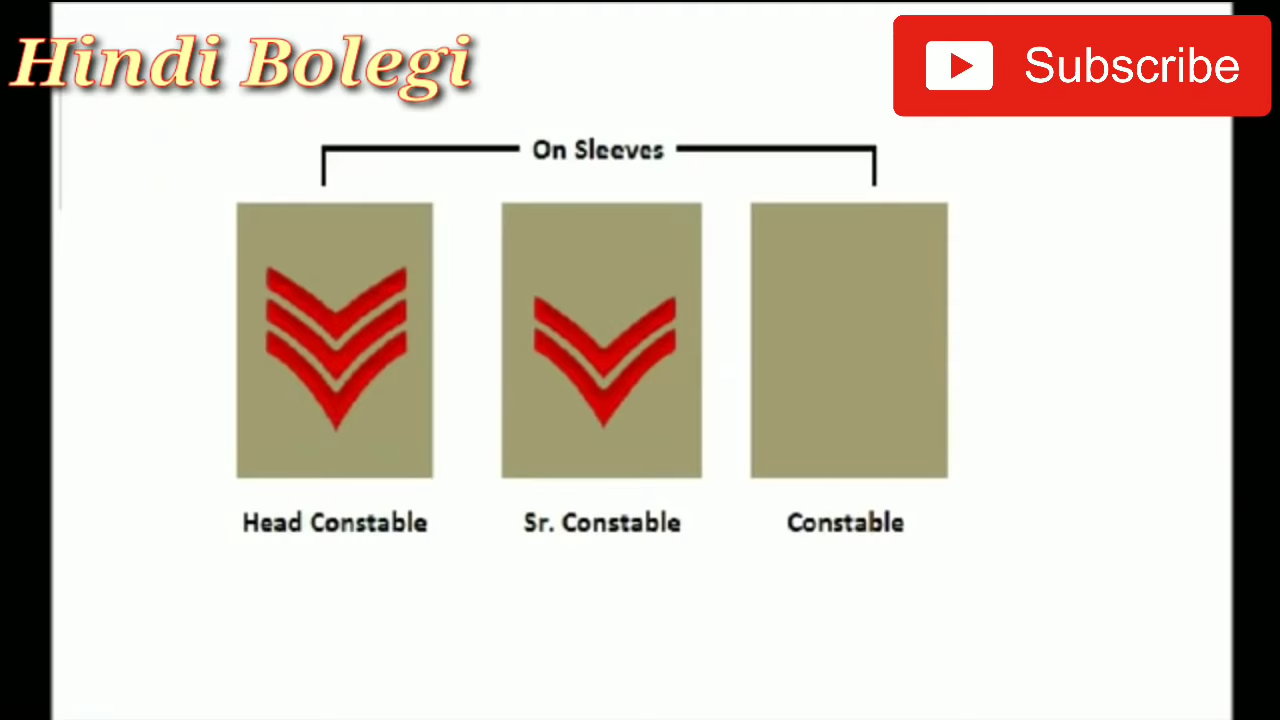 Hindi Bolegi
Subscribe
On Sleeves
Head Constable
Sr. Constable
Constable